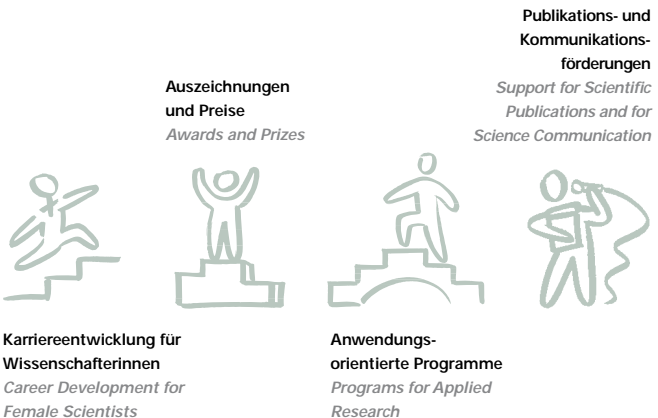 Publikations- und
Kommunikations-
förderungen
Support for Scientific
Publications and for
Science Communication
Auszeichnungen
und Preise
Awards and Prizes
Karriereentwicklung für
Wissenschafterinnen
Career Development for
Female Scientists
Anwendungs-
orientierte Programme
Programs for Applied
Research